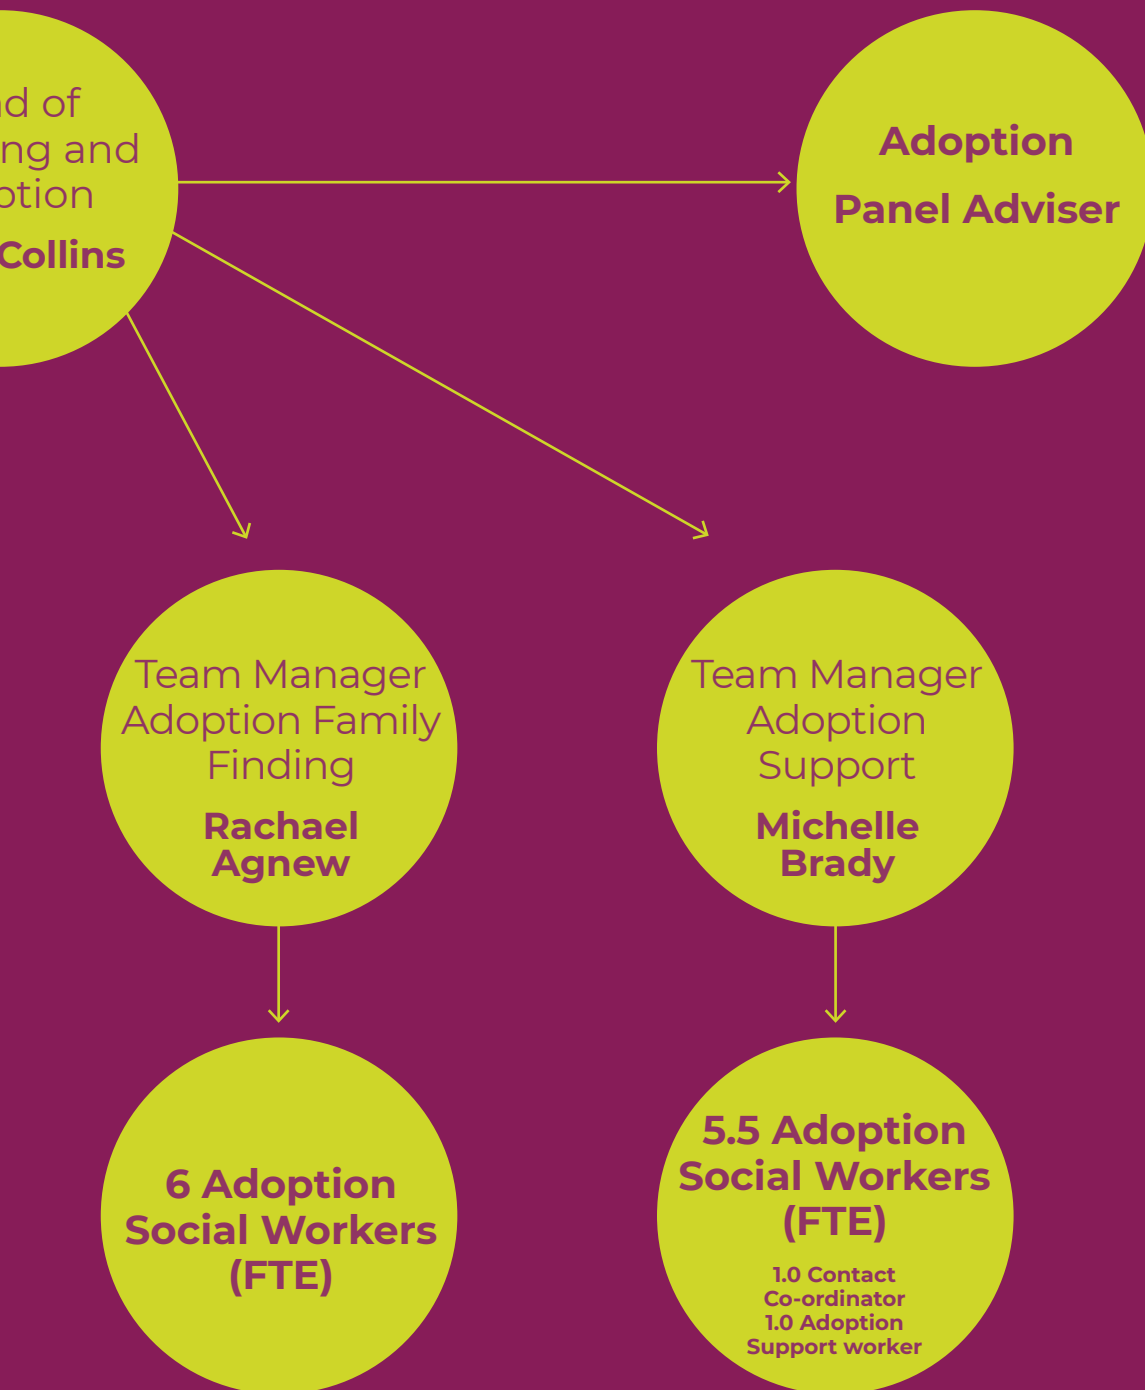 d of
ng and
ption
Collins
Adoption
Panel Adviser
Team Manager
Adoption Family
Finding
Rachael
Agnew
Team Manager
Adoption
Support
Michelle
Brady
6 Adoption
Social Workers
(FTE)
5.5 Adoption
Social Workers
(FTE)
1.0 Contact
Co-ordinator
1.0 Adoption
Support worker